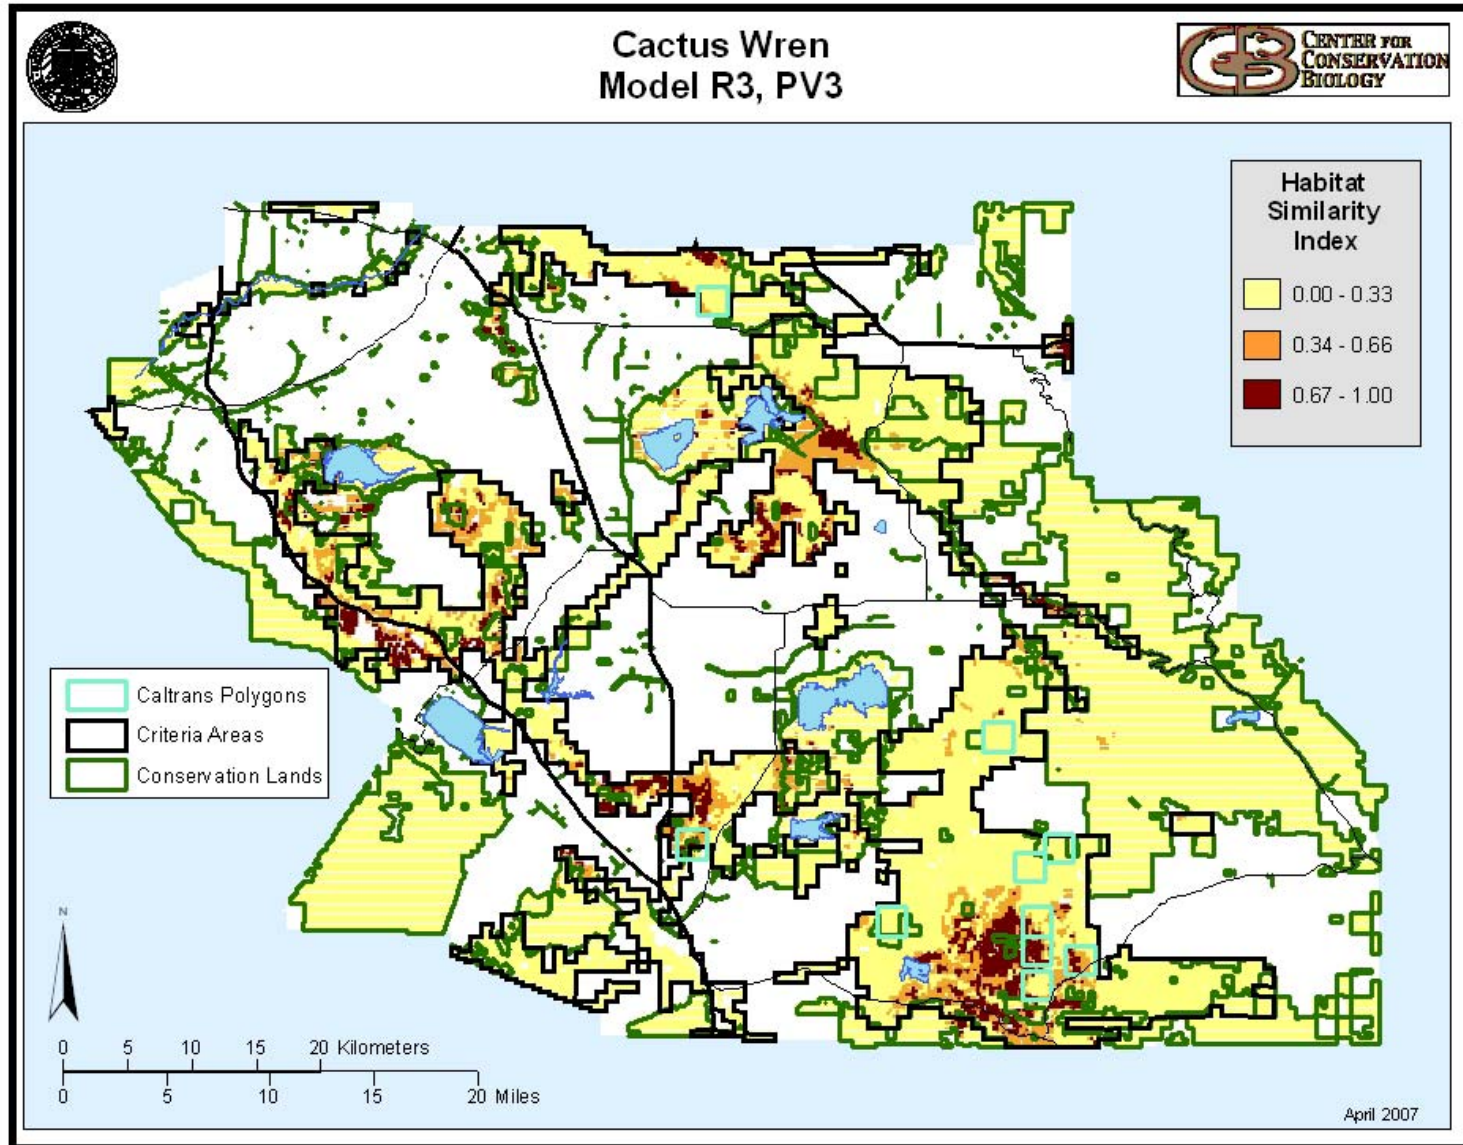 Cactus Wren
Model R3, PV3
CENTER FOR
CONSERVATION
BIOLOGY
CCB
Habitat
Similarity
Index
0.00 - 0.33
0.34 - 0.66
0.67 - 1.00
Caltrans Polygons
Criteria Areas
Conservation Lands
N
0 5 10 15 20 Kilometers
0 5 10 15 20 Miles
April 2007